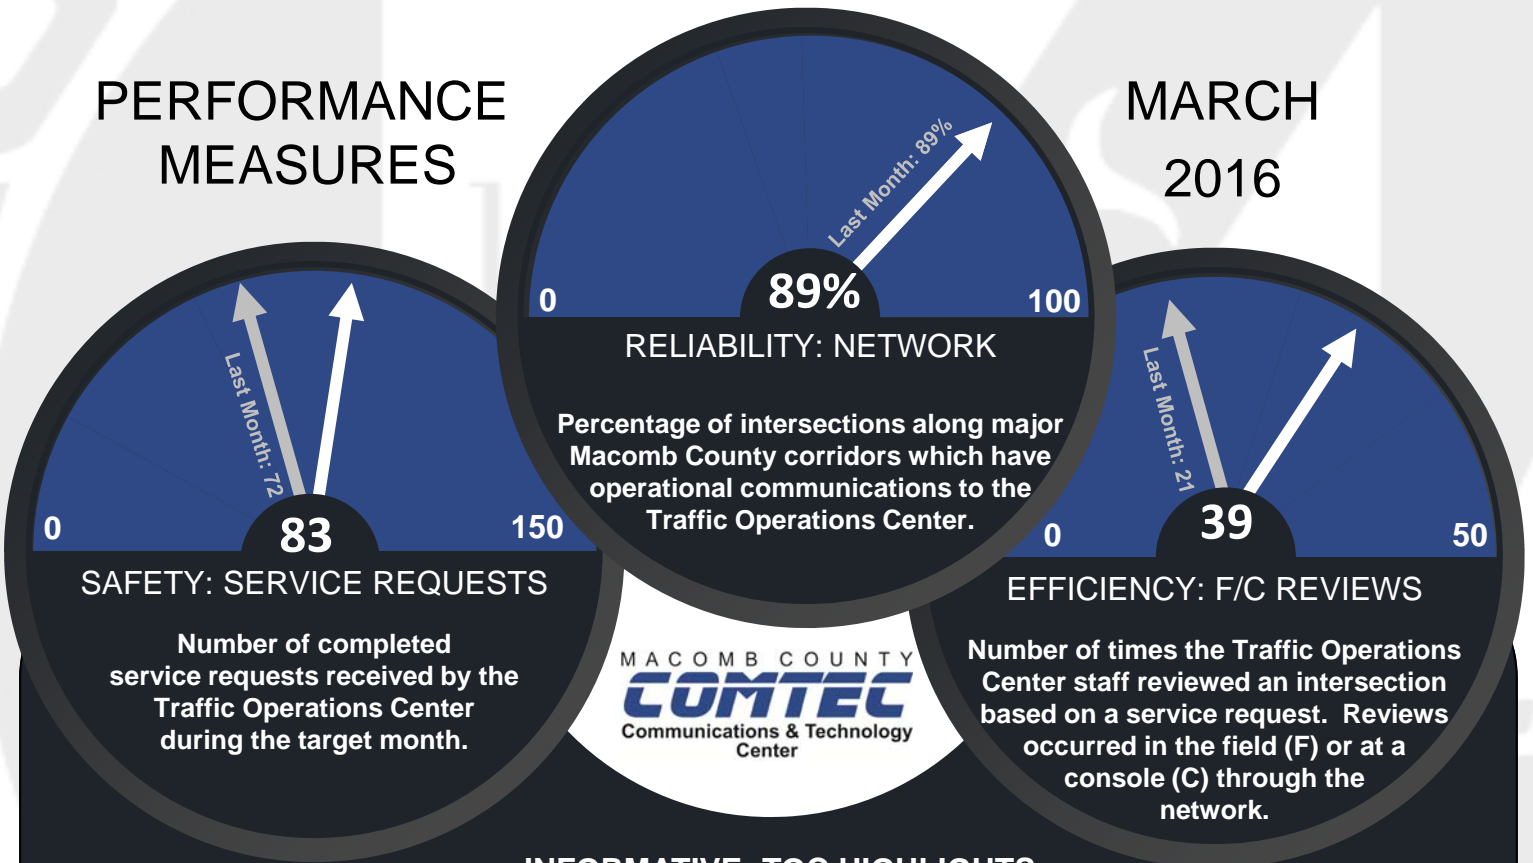 PERFORMANCE
MEASURES
MARCH
2016
Last Month: 89%
0
89%
100
RELIABILITY: NETWORK
Percentage of intersections along major
Macomb County corridors which have
operational communications to the
Traffic Operations Center.
Last Month: 72
0
83
150
SAFETY: SERVICE REQUESTS
Number of completed
service requests received by the
Traffic Operations Center
during the target month.
Last Month: 21
0
39
50
EFFICIENCY: F/C REVIEWS
Number of times the Traffic Operations
Center staff reviewed an intersection
based on a service request.  Reviews
occurred in the field (F) or at a
console (C) through the
network.
MACOMB COUNTY
COMTEC
Communications & Technology
Center
INFORMATIVE: TOC HIGHLIGHTS